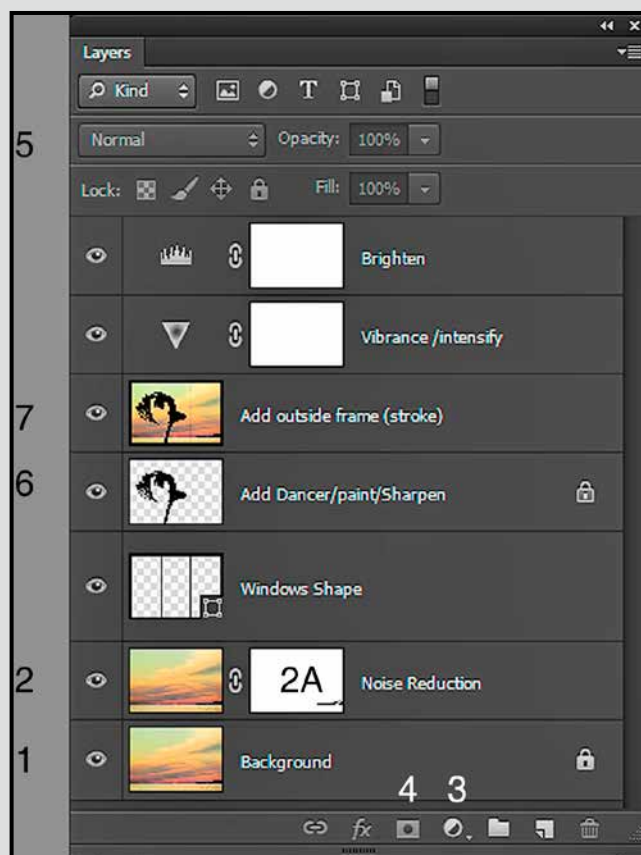 Layers
Kind T
5 Normal Opacity: 100%
Lock: Fill: 100%
Brighten
Vibrance /intensify
7 Add outside frame (stroke)
6 Add Dancer/paint/Sharpen
Windows Shape
2 2A Noise Reduction
1 Background
4 3
fx